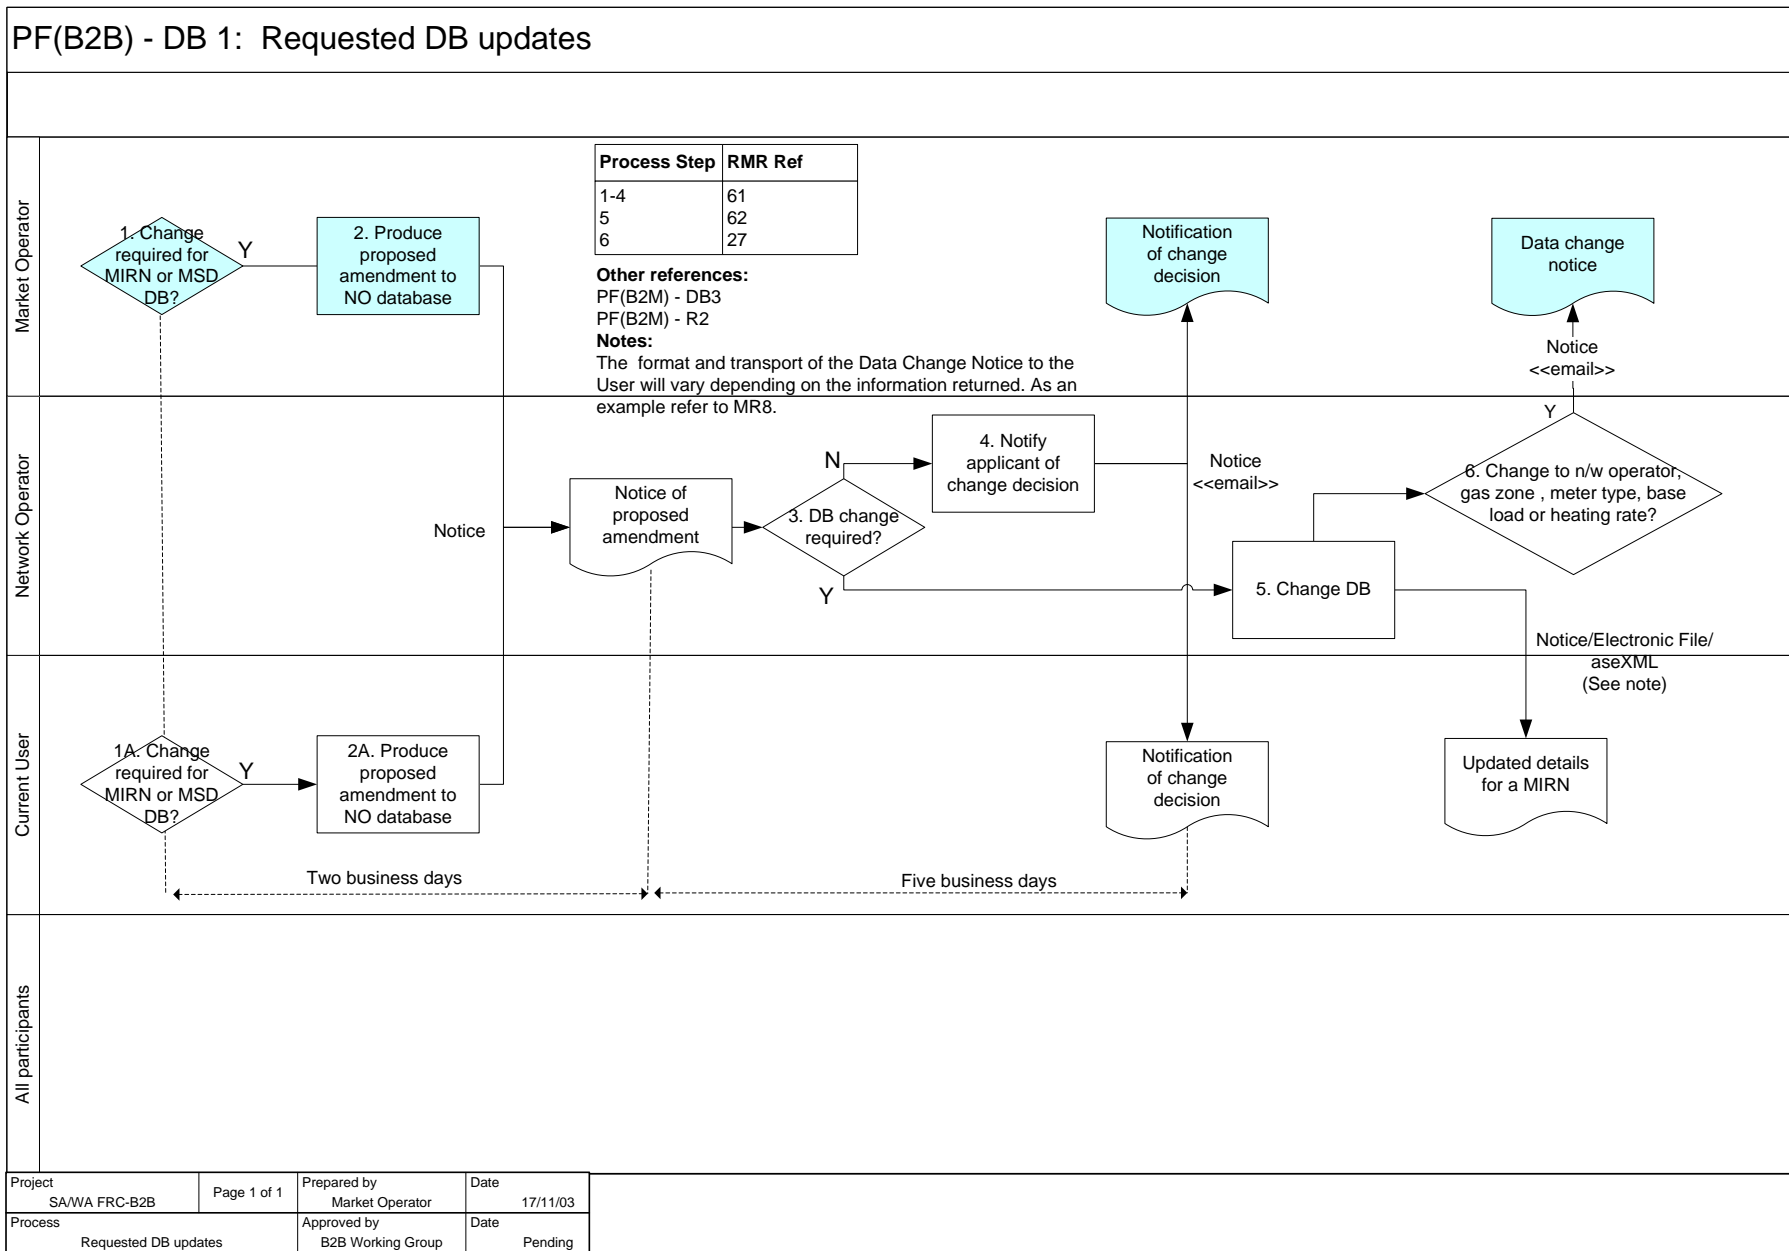 PF(B2B) - DB 1: Requested DB updates
Market Operator
1. Change
required for
MIRN or MSD
DB?
Y
2. Produce
proposed
amendment to
NO database
Process Step RMR Ref
1-4 61
5 62
6 27
Other references:
PF(B2M) - DB3
PF(B2M) - R2
Notes:
The format and transport of the Data Change Notice to the
User will vary depending on the information returned. As an
example refer to MR8.
Notification
of change
decision
Data change
notice
Notice
<<email>>
Network Operator
Notice
Notice of
proposed
amendment
3. DB change
required?
N
Y
4. Notify
applicant of
change decision
Notice
<<email>>
5. Change DB
Y
6. Change to n/w operator,
gas zone , meter type, base
load or heating rate?
Notice/Electronic File/
aseXML
(See note)
Current User
1A. Change
required for
MIRN or MSD
DB?
Y
2A. Produce
proposed
amendment to
NO database
Notification
of change
decision
Updated details
for a MIRN
Two business days
Five business days
All participants
Project
SA/WA FRC-B2B
Page 1 of 1
Prepared by
Market Operator
Date
17/11/03
Process
Requested DB updates
Approved by
B2B Working Group
Date
Pending